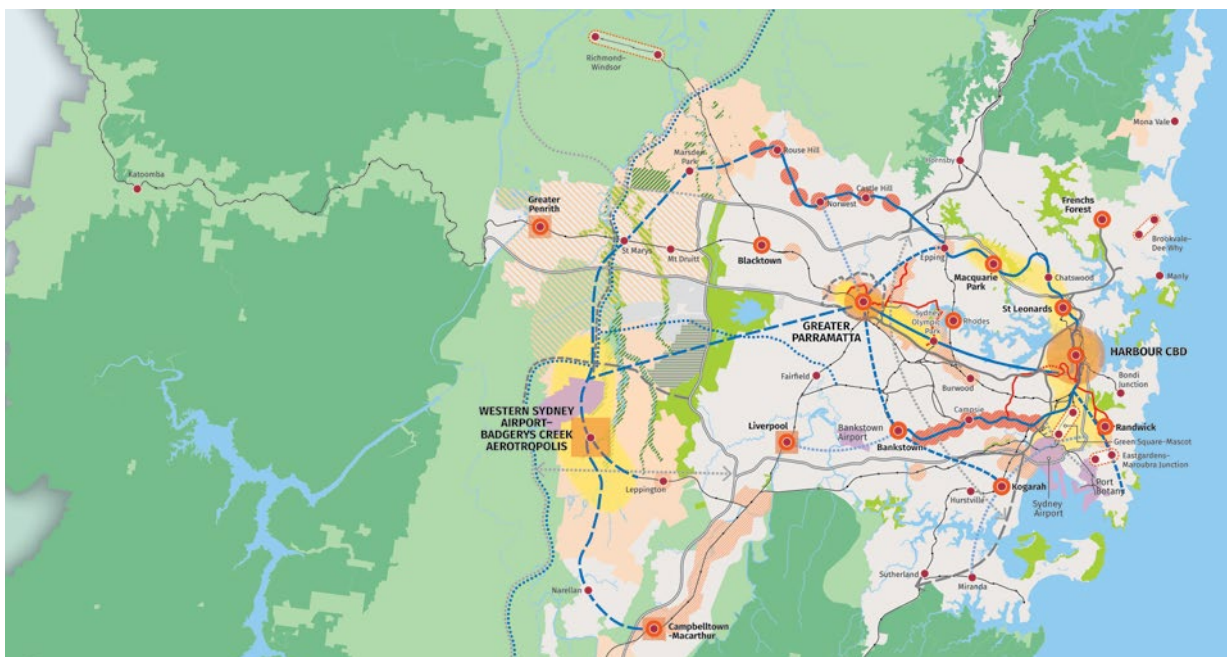 Richmond–
Windsor
Mona Vale
Marsden
Park
Rouse Hill
Hornsby
Katoomba
Castle Hill
Greater
Penrith
Norwest
Frenchs
Forest
St Marys
Mt Druitt
Blacktown
Epping
Macquarie
Park
Brookvale–
Dee Why
Chatswood
Manly
St Leonards
GREATER
PARRAMATTA
Sydney
Olympic
Park
Rhodes
HARBOUR CBD
Fairfield
Burwood
Bondi
Junction
WESTERN SYDNEY
AIRPORT–
BADGERYS CREEK
AEROTROPOLIS
Liverpool
Bankstown
Airport
Campsie
Bankstown
Randwick
Green Square–Mascot
Eastgardens–
Maroubra Junction
Leppington
Kogarah
Hurstville
Port
Botany
Sydney
Airport
Sutherland
Miranda
Narellan
Campbelltown
-Macarthur